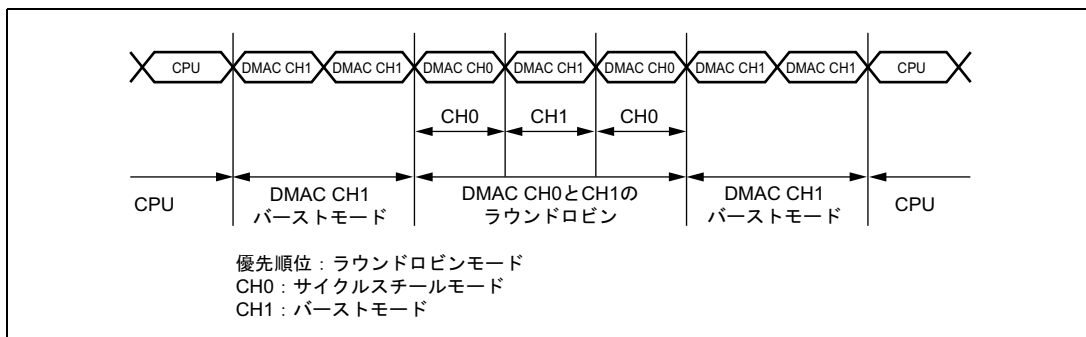 CPU DMAC CH1 DMAC CH1 DMAC CH0 DMAC CH1 DMAC CH0 DMAC CH1 DMAC CH1 CPU
CH0 CH1 CH0
CPU
DMAC CH1
バーストモード
DMAC CH0とCH1の
ラウンドロビン
DMAC CH1
バーストモード
CPU
優先順位：ラウンドロビンモード
CH0：サイクルスチールモード
CH1：バーストモード